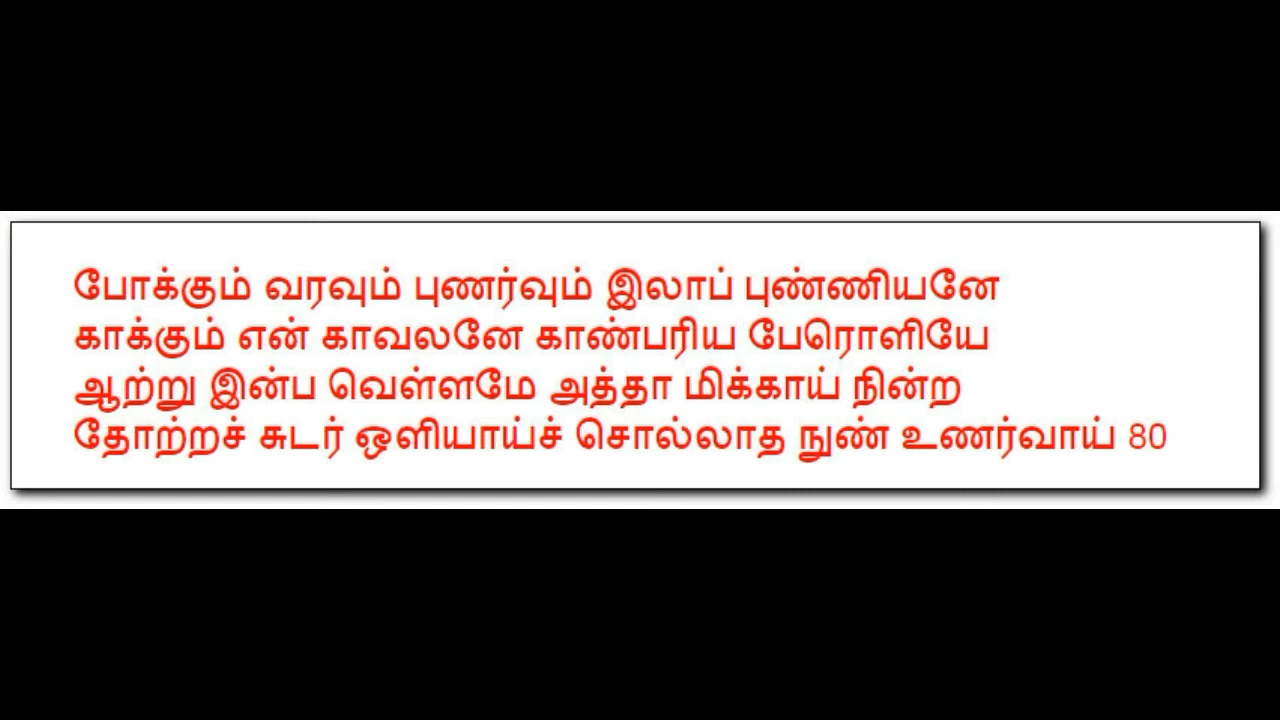 போக்கும் வரவும் புணர்வும் இலாப் புண்ணியனே
காக்கும் என் காவலனே காண்பரிய பேரொளியே
ஆற்று இன்ப வெள்ளமே அத்தா மிக்காய் நின்ற
தோற்றச் சுடர் ஒளியாய்ச் சொல்லாத நுண் உணர்வாய் 80